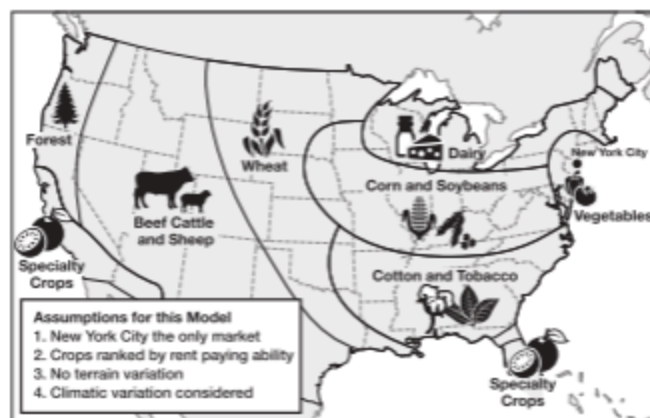 Forest
Wheat
Dairy
New York City
Beef Cattle
and Sheep
Corn and Soybeans
Vegetables
Specialty
Crops
Cotton and Tobacco
Assumptions for this Model
1. New York City the only market
2. Crops ranked by rent paying ability
3. No terrain variation
4. Climatic variation considered
Specialty
Crops